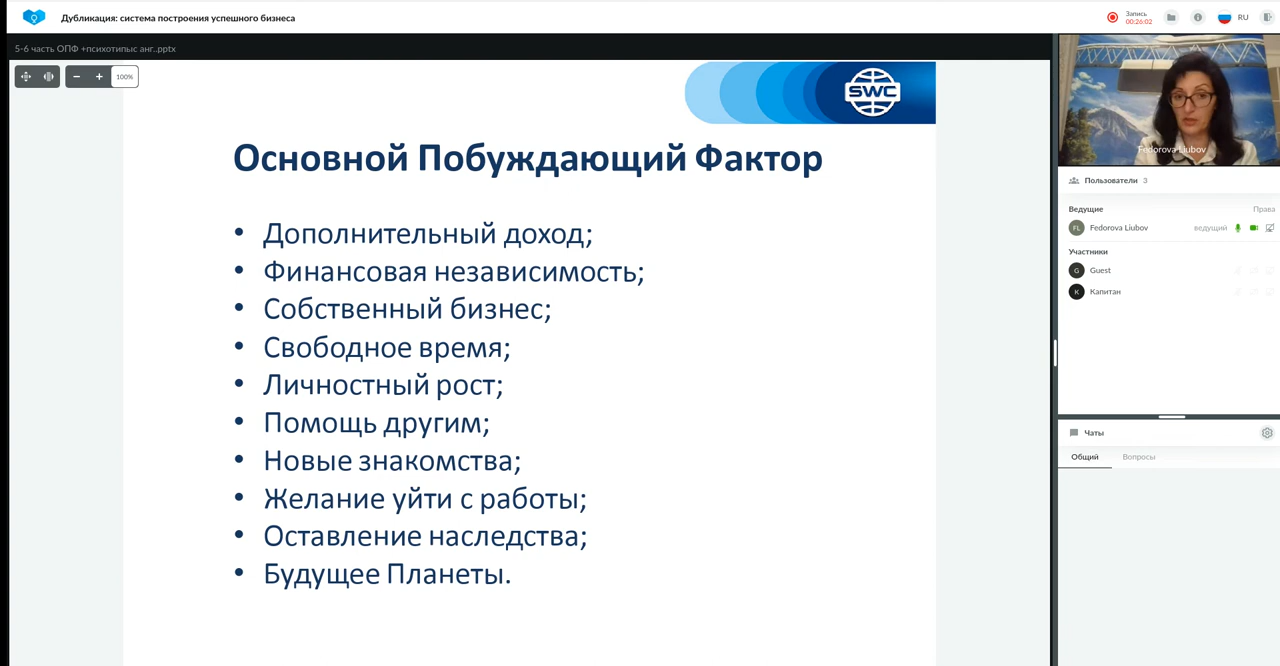 Дубликация: система построения успешного бизнеса
Запись
00:26:02
RU
5-6 часть ОПФ +психотипыс анг..pptx
100%
SWC
Основной Побуждающий Фактор
• Дополнительный доход;
• Финансовая независимость;
• Собственный бизнес;
• Свободное время;
• Личностный рост;
• Помощь другим;
• Новые знакомства;
• Желание уйти с работы;
• Оставление наследства;
• Будущее Планеты.
Fedorova Liubov
Пользователи 3
Ведущие Права
FL Fedorova Liubov ведущий
Участники
G Guest
К Капитан
Чаты
Общий Вопросы